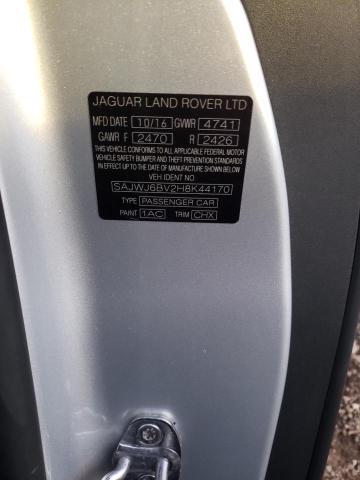 JAGUAR LAND ROVER LTD
MFD DATE 10/16 GVWR 4741
GAWR F 2470 R 2426
THIS VEHICLE CONFORMS TO ALL APPLICABLE FEDERAL MOTOR
VEHICLE SAFETY BUMPER AND THEFT PREVENTION STANDARDS
IN EFFECT UP TO THE DATE OF MANUFACTURE SHOWN BELOW
VEH IDENT NO
SAJWJ6BV2H8K44170
TYPE PASSENGER CAR
PAINT 1AC TRIM CHX